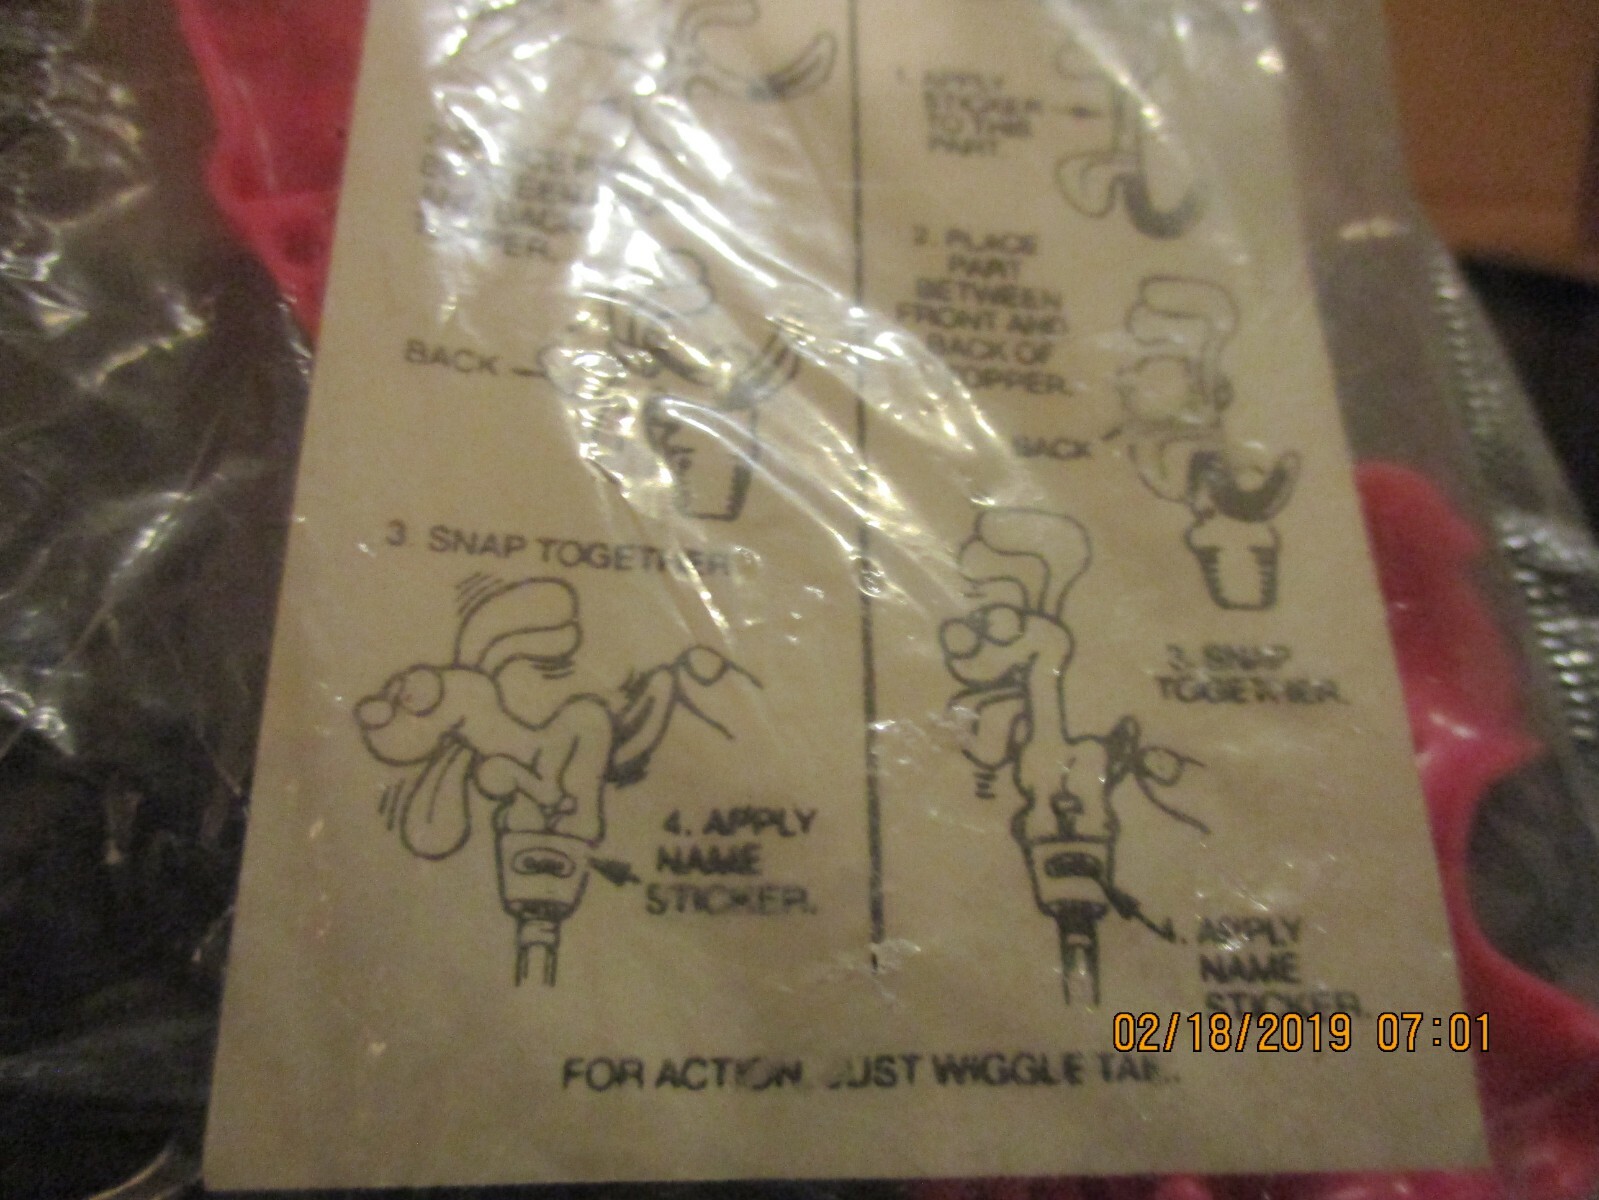 BACK
3. SNAP TOGETHER
4. APPLY
NAME
STICKER.
1. APPLY
STICKER
TO THIS
PART.
2. PLACE
PART
BETWEEN
FRONT AND
BACK OF
BACK
3. SNAP
TOGETHER.
4. APPLY
NAME
STICKER.
FOR ACTION, JUST WIGGLE TAIL.
02/18/2019 07:01